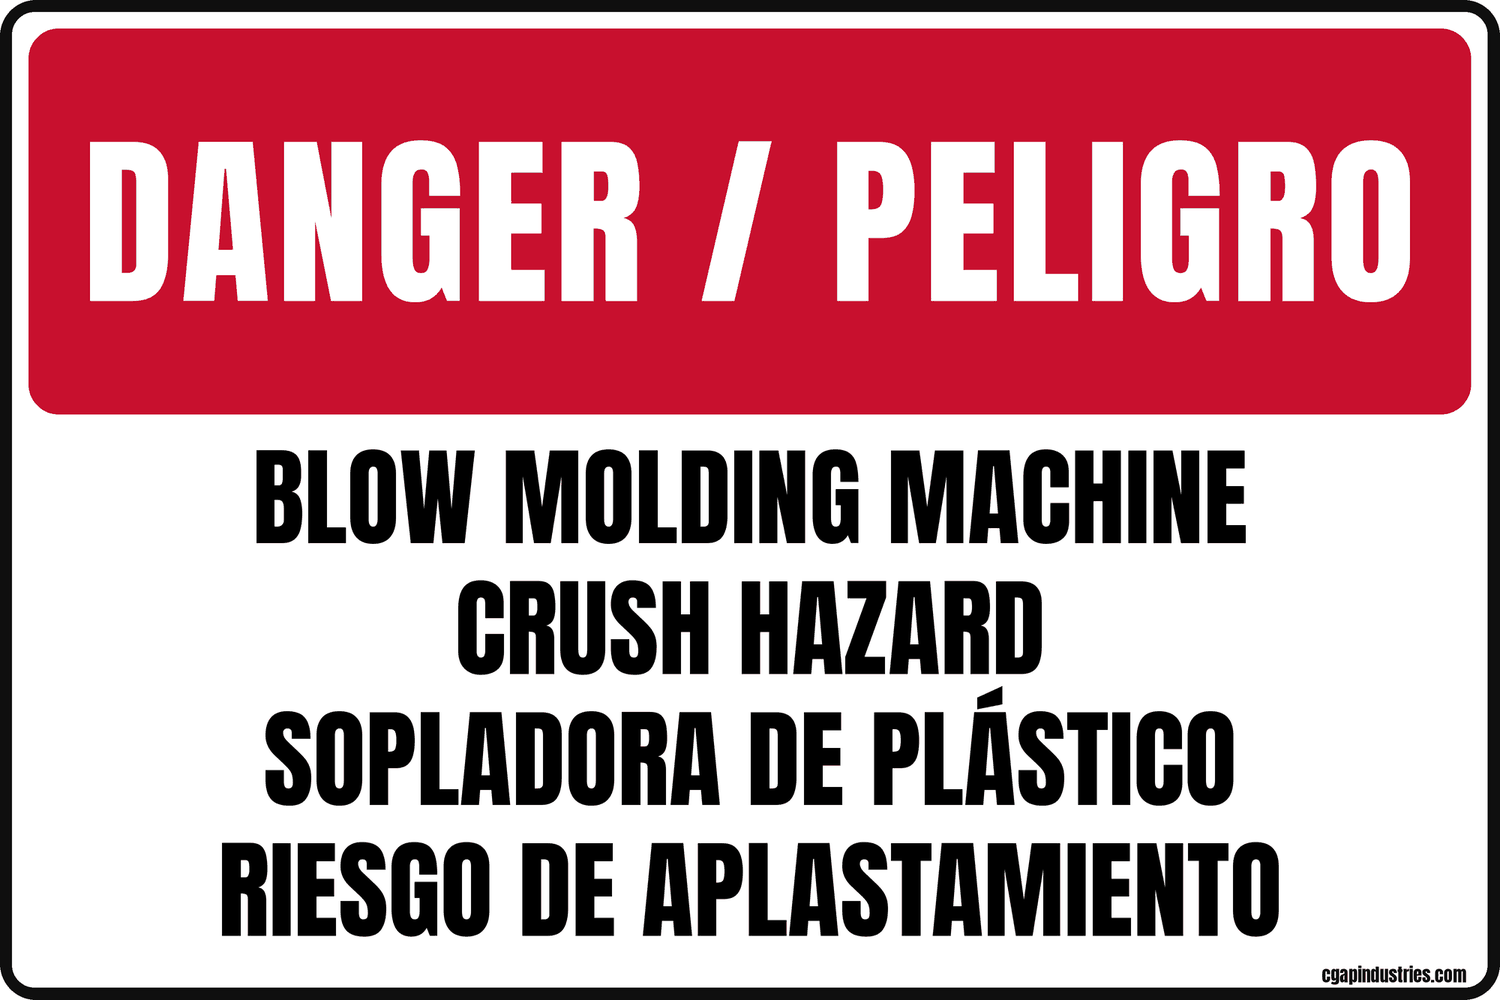 DANGER / PELIGRO
BLOW MOLDING MACHINE
CRUSH HAZARD
SOPLADORA DE PLÁSTICO
RIESGO DE APLASTAMIENTO
cgapindustries.com